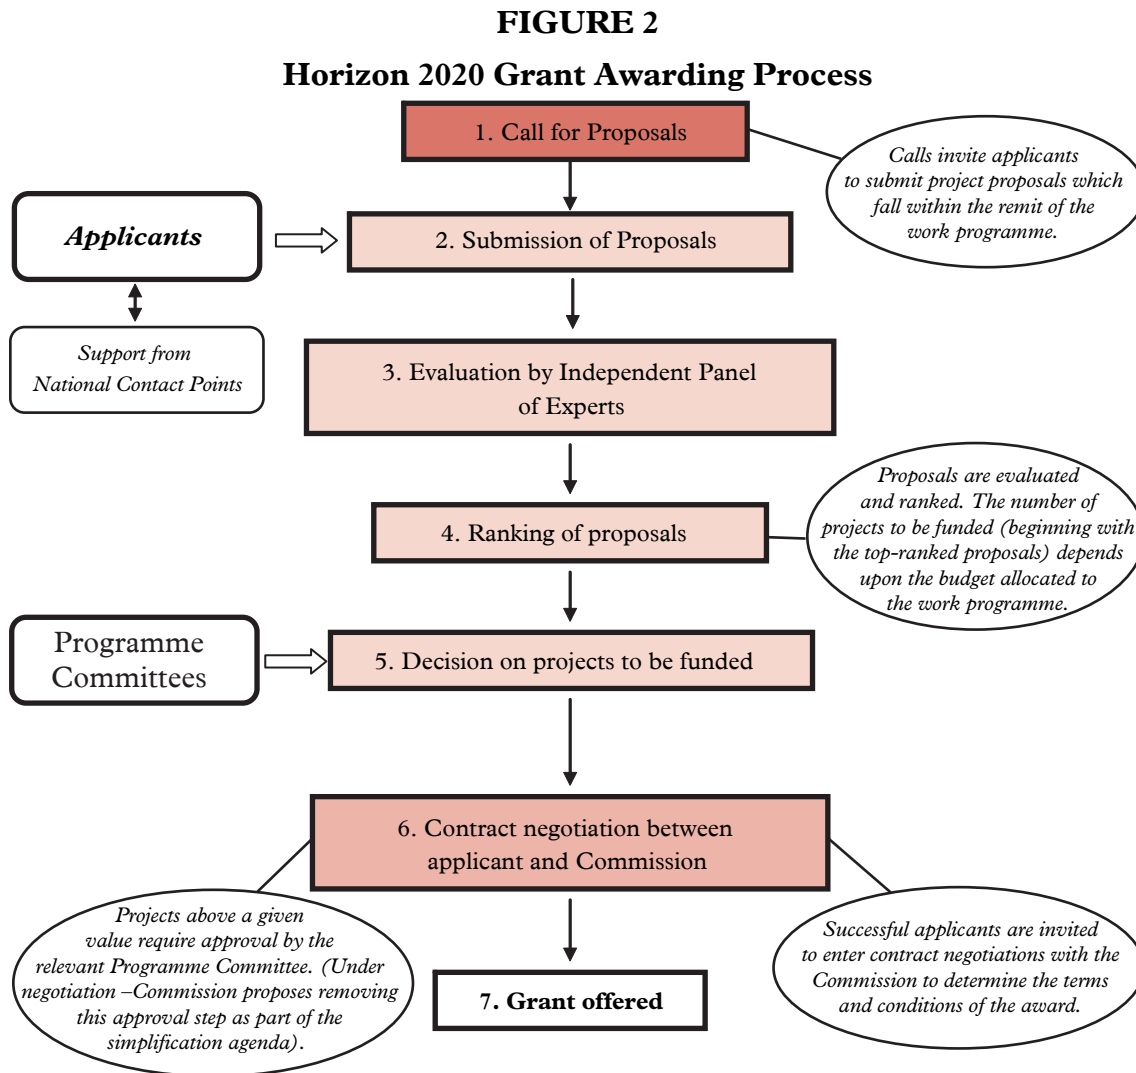 FIGURE 2
Horizon 2020 Grant Awarding Process
1. Call for Proposals
Calls invite applicants
to submit project proposals which
fall within the remit of the
work programme.
Applicants
2. Submission of Proposals
Support from
National Contact Points
3. Evaluation by Independent Panel
of Experts
4. Ranking of proposals
Proposals are evaluated
and ranked. The number of
projects to be funded (beginning with
the top-ranked proposals) depends
upon the budget allocated to
the work programme.
Programme
Committees
5. Decision on projects to be funded
6. Contract negotiation between
applicant and Commission
Projects above a given
value require approval by the
relevant Programme Committee. (Under
negotiation –Commission proposes removing
this approval step as part of the
simplification agenda).
Successful applicants are invited
to enter contract negotiations with the
Commission to determine the terms
and conditions of the award.
7. Grant offered